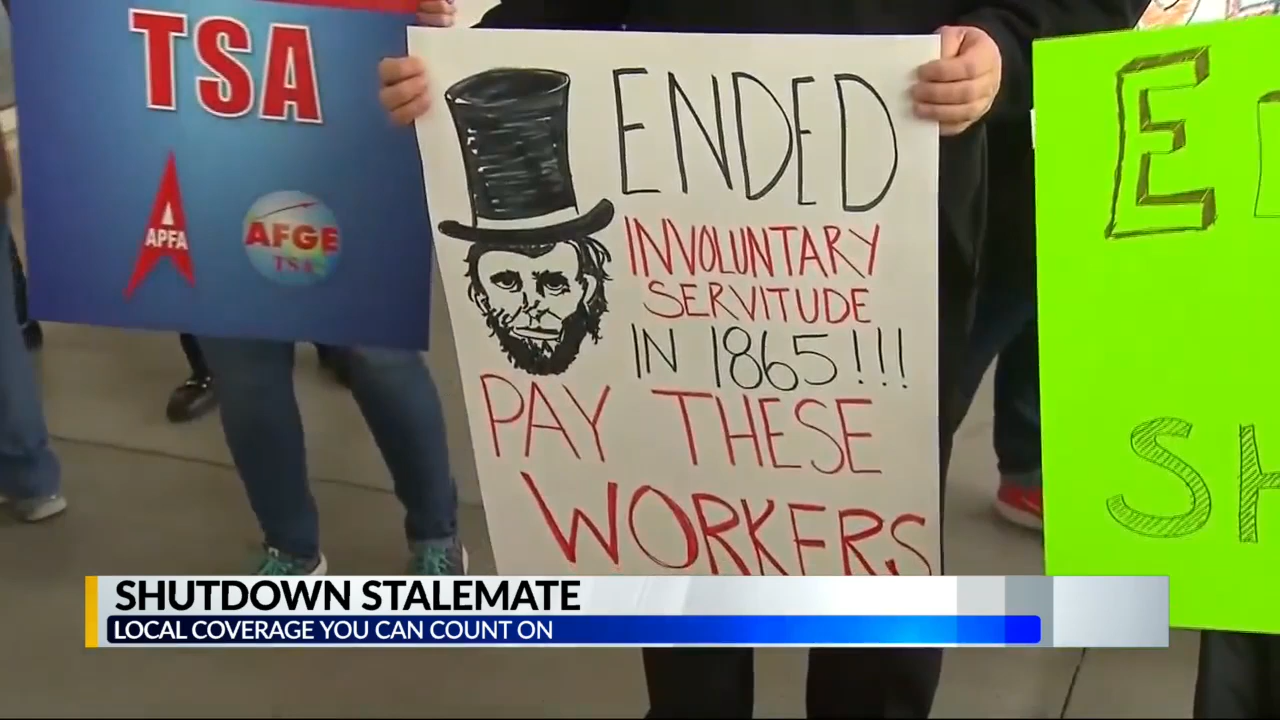 TSA
APFA
AFGE
TSA
ENDED
INVOLUNTARY
SERVITUDE
IN 1865!!!
PAY THESE
WORKERS
E
SH
SHUTDOWN STALEMATE
LOCAL COVERAGE YOU CAN COUNT ON